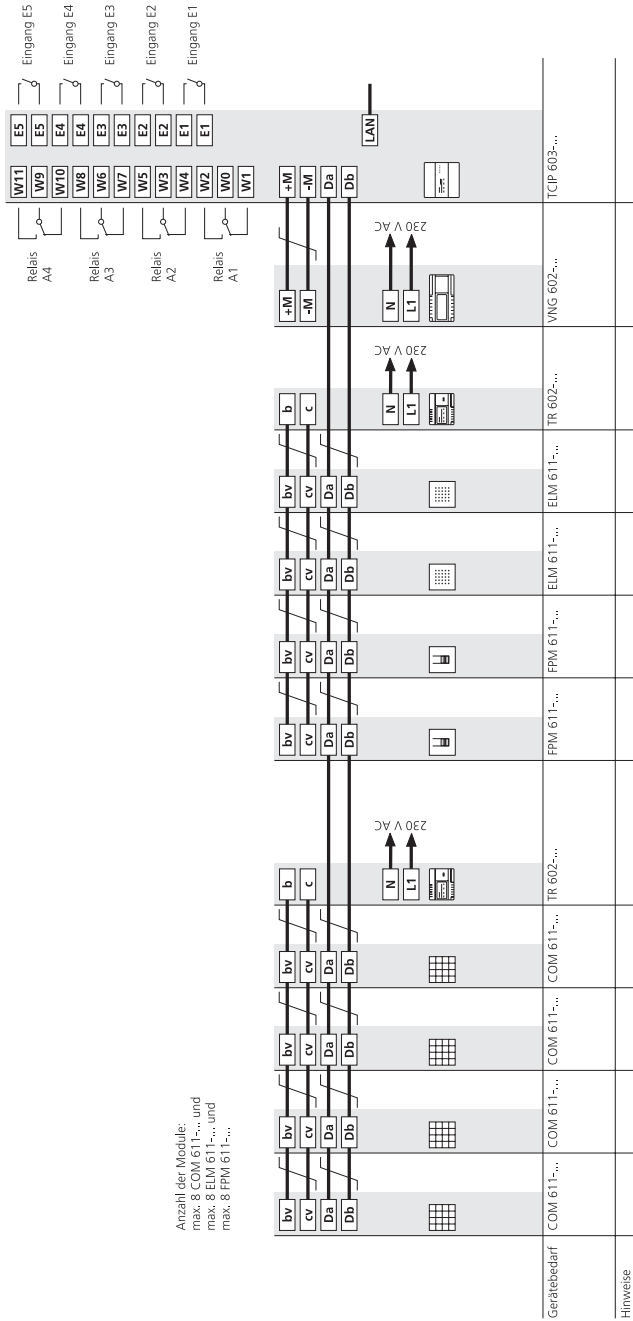 W11 E5
Eingang E5
Relais
A4
W9 E5
W10 E4
Eingang E4
W8 E4
Relais
A3
W6 E3
Eingang E3
W7 E3
W5 E2
Eingang E2
Relais
A2
W3 E2
W4 E1
Eingang E1
W2 E1
Relais
A1
W0
W1
Anzahl der Module:
max. 8 COM 611-... und
max. 8 ELM 611-... und
max. 8 FPM 611-...
bv bv bv bv b bv bv bv bv b +M +M
cv cv cv cv c cv cv cv cv c -M -M
Da Da Da Da Da Da Da Da Da
Db Db Db Db Db Db Db Db Db
LAN
N N N
230 V AC 230 V AC 230 V AC
L1 L1 L1
Gerätebedarf COM 611-... COM 611-... COM 611-... COM 611-... TR 602-... FPM 611-... FPM 611-... ELM 611-... ELM 611-... TR 602-... VNG 602-... TCIP 603-...
Hinweise